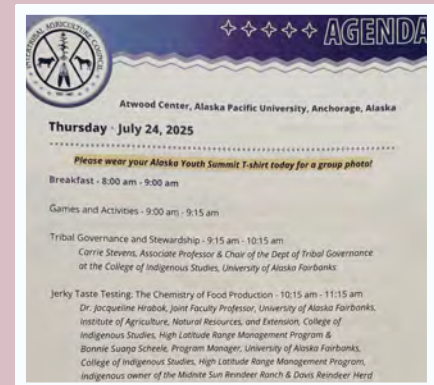 INTERTRIBAL AGRICULTURE COUNCIL
AGENDA
Atwood Center, Alaska Pacific University, Anchorage, Alaska
Thursday · July 24, 2025
Please wear your Alaska Youth Summit T-shirt today for a group photo!
Breakfast - 8:00 am - 9:00 am
Games and Activities - 9:00 am - 9:15 am
Tribal Governance and Stewardship - 9:15 am - 10:15 am
Carrie Stevens, Associate Professor & Chair of the Dept of Tribal Governance
at the College of Indigenous Studies, University of Alaska Fairbanks
Jerky Taste Testing: The Chemistry of Food Production - 10:15 am - 11:15 am
Dr. Jacqueline Hrabok, Joint Faculty Professor, University of Alaska Fairbanks,
Institute of Agriculture, Natural Resources, and Extension, College of
Indigenous Studies, High Latitude Range Management Program &
Bonnie Scheele, Program Manager, University of Alaska Fairbanks,
College of Indigenous Studies, High Latitude Range Management Program,
Indigenous owner of the Midnite Sun Reindeer Ranch & Davis Reindeer Herd